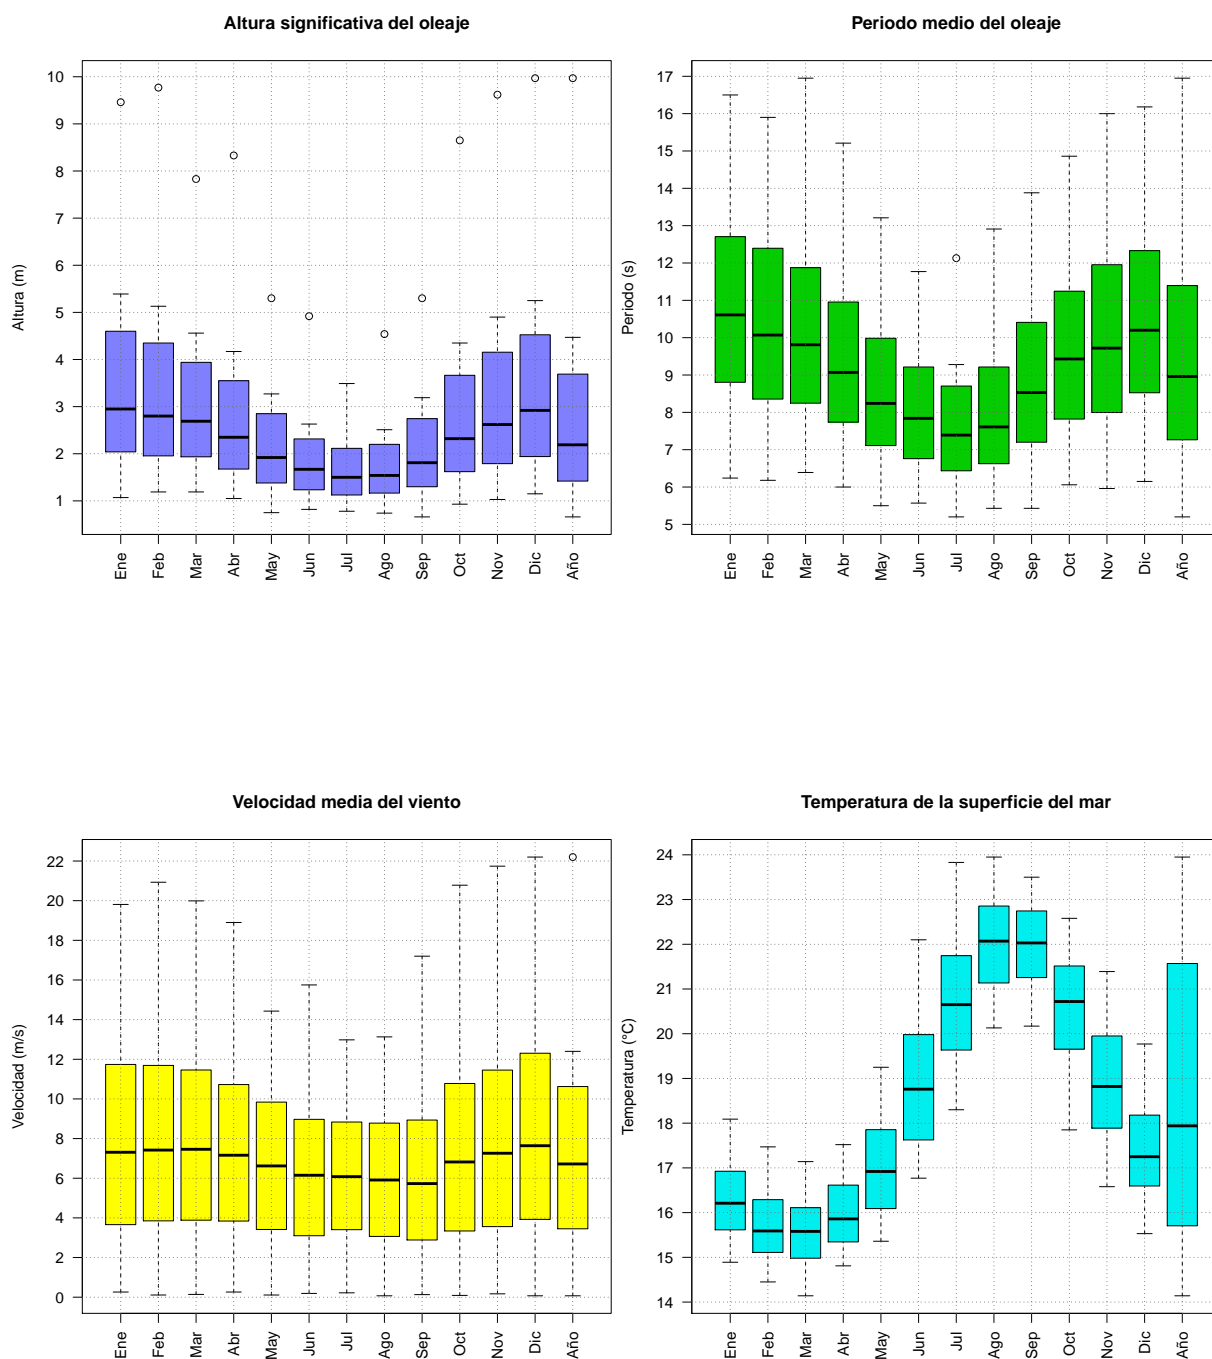 Altura significativa del oleaje
Altura (m)
10
9
8
7
6
5
4
3
2
1
Ene
Feb
Mar
Abr
May
Jun
Jul
Ago
Sep
Oct
Nov
Dic
Año
Periodo medio del oleaje
Periodo (s)
17
16
15
14
13
12
11
10
9
8
7
6
5
Ene
Feb
Mar
Abr
May
Jun
Jul
Ago
Sep
Oct
Nov
Dic
Año
Velocidad media del viento
Velocidad (m/s)
22
20
18
16
14
12
10
8
6
4
2
0
Ene
Feb
Mar
Abr
May
Jun
Jul
Ago
Sep
Oct
Nov
Dic
Año
Temperatura de la superficie del mar
Temperatura (°C)
24
23
22
21
20
19
18
17
16
15
14
Ene
Feb
Mar
Abr
May
Jun
Jul
Ago
Sep
Oct
Nov
Dic
Año